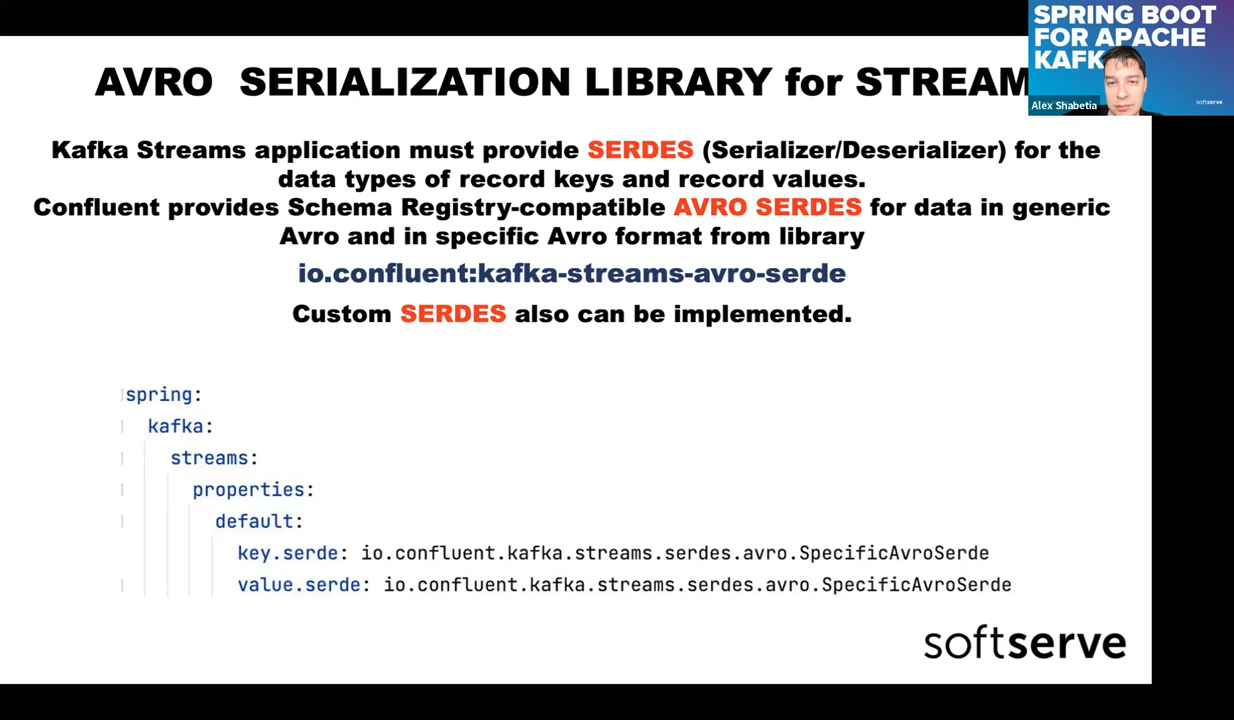 AVRO SERIALIZATION LIBRARY for STREAM
Kafka Streams application must provide SERDES (Serializer/Deserializer) for the
data types of record keys and record values.
Confluent provides Schema Registry-compatible AVRO SERDES for data in generic
Avro and in specific Avro format from library
io.confluent:kafka-streams-avro-serde
Custom SERDES also can be implemented.
spring:
kafka:
streams:
properties:
default:
key.serde: io.confluent.kafka.streams.serdes.avro.SpecificAvroSerde
value.serde: io.confluent.kafka.streams.serdes.avro.SpecificAvroSerde
softserve
SPRING BOOT
FOR APACHE
KAFK
Alex Shabetia
softserve